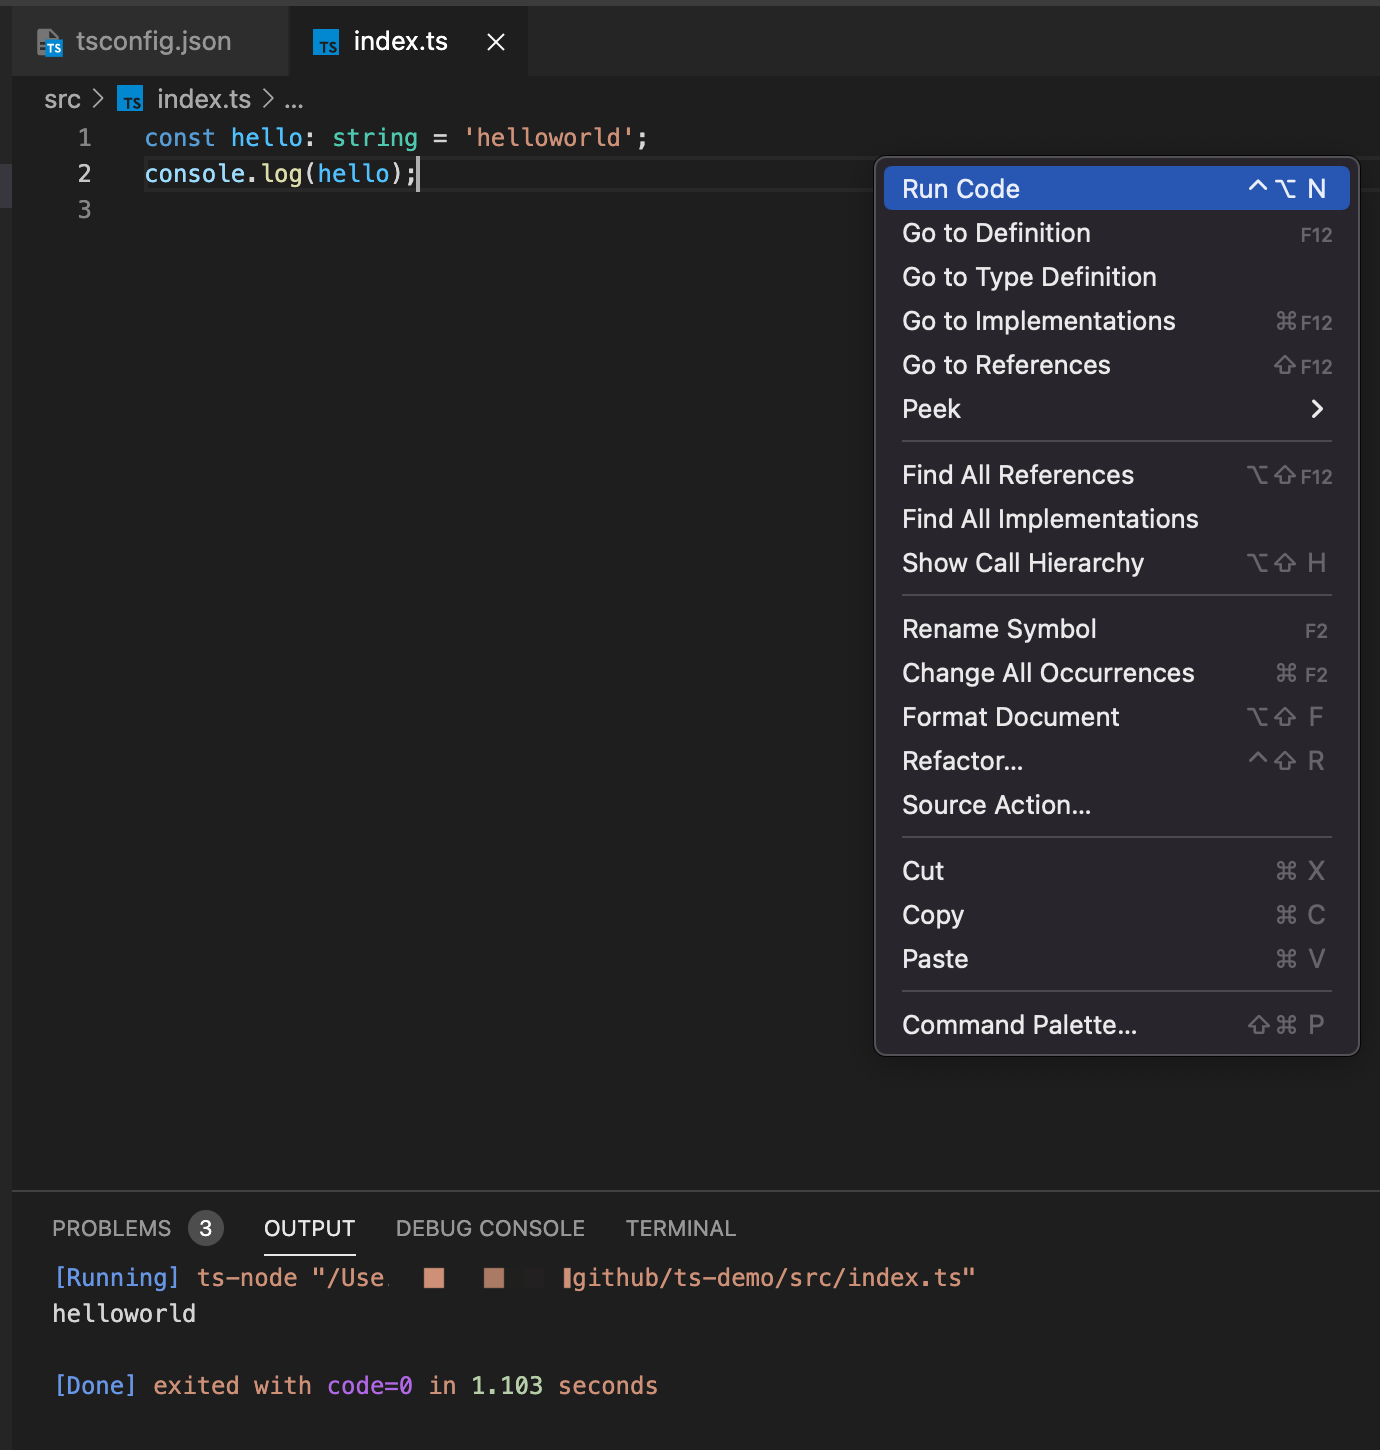 tsconfig.json
index.ts
src > TS index.ts > ...
1 const hello: string = 'helloworld';
2 console.log(hello);
3
Run Code ^⌥ N
Go to Definition F12
Go to Type Definition
Go to Implementations ⌘F12
Go to References ⇧F12
Peek >
Find All References ⌥⇧F12
Find All Implementations
Show Call Hierarchy ⌥⇧ H
Rename Symbol F2
Change All Occurrences ⌘ F2
Format Document ⌥⇧ F
Refactor... ^⇧ R
Source Action...
Cut ⌘ X
Copy ⌘ C
Paste ⌘ V
Command Palette... ⇧⌘ P
PROBLEMS 3 OUTPUT DEBUG CONSOLE TERMINAL
[Running] ts-node "/Use github/ts-demo/src/index.ts"
helloworld
[Done] exited with code=0 in 1.103 seconds